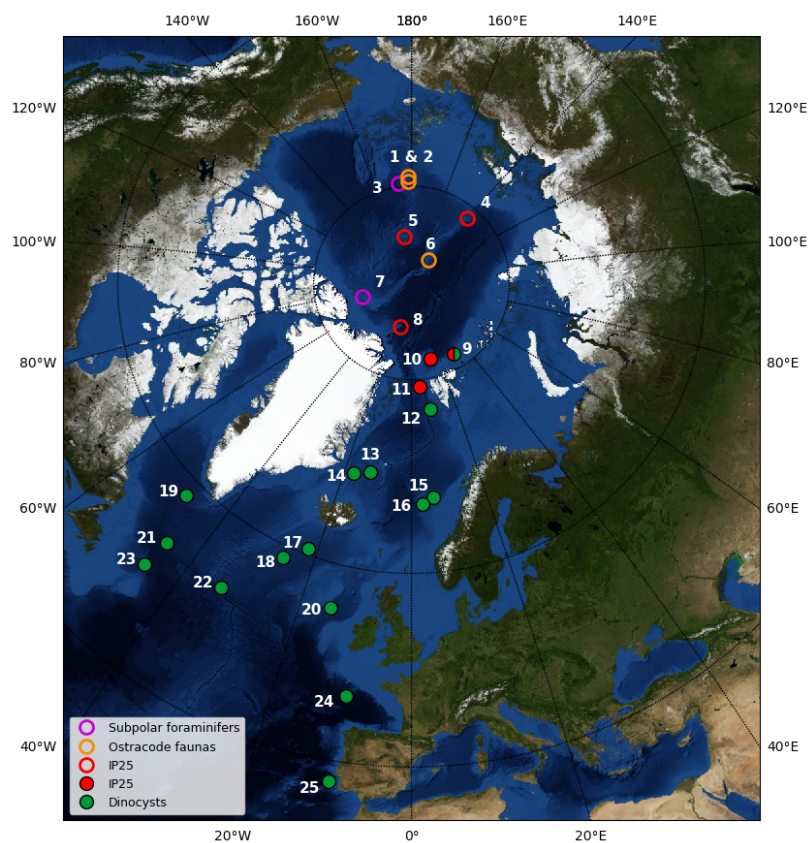 140°W 160°W 180° 160°E 140°E
120°W 120°E
1 & 2
3
4
5
6
100°W 100°E
7
8
9
10
80°W 80°E
11
12
13
14
15
16
19
60°W 60°E
17
18
21
23
22
20
24
40°W 40°E
25
Subpolar foraminifers
Ostracode faunas
IP25
IP25
Dinocysts
20°W 0° 20°E